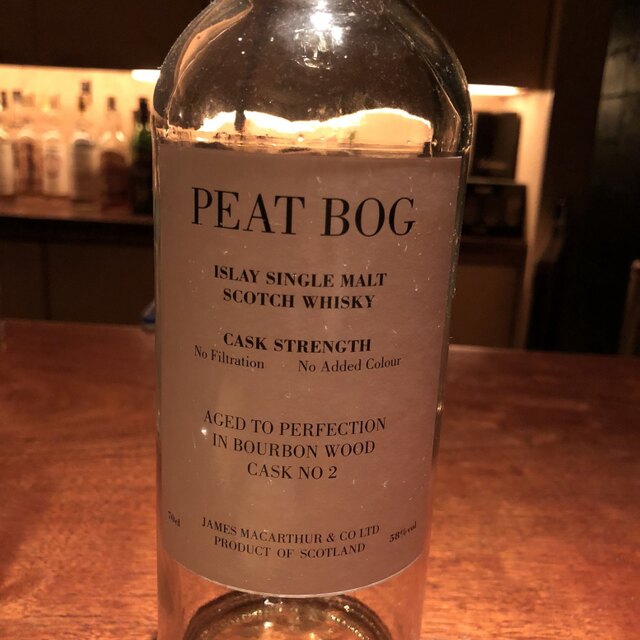 PEAT BOG
ISLAY SINGLE MALT
SCOTCH WHISKY
CASK STRENGTH
No Filtration No Added Colour
AGED TO PERFECTION
IN BOURBON WOOD
CASK NO 2
70cl JAMES MACARTHUR & CO LTD 58%vol
PRODUCT OF SCOTLAND